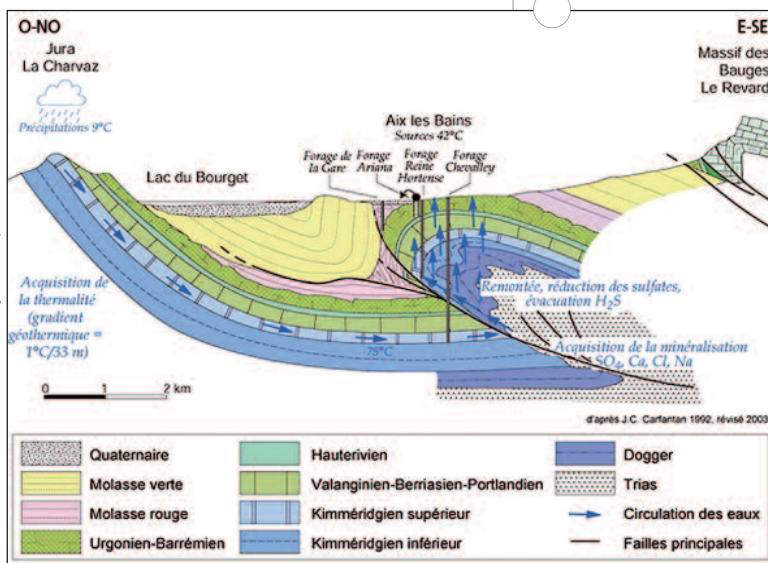 O-NO
E-SE
Jura
La Charvaz
Massif des
Bauges
Le Revard
Précipitations 9°C
Aix les Bains
Sources 42°C
Forage de
la Gare
Forage
Ariana
Forage
Reine
Hortense
Forage
Chevalley
Lac du Bourget
Acquisition de
la thermalité
(gradient
géothermique =
1°C/33 m)
Remontée, réduction des sulfates,
évacuation H2S
75°C
Acquisition de la minéralisation
SO4, Ca, Cl, Na
0 1 2 km
d'après J.C. Carfantan 1992, révisé 2003
Quaternaire
Molasse verte
Molasse rouge
Urgonien-Barrémien
Hauterivien
Valanginien-Berriasien-Portlandien
Kimméridgien supérieur
Kimméridgien inférieur
Dogger
Trias
Circulation des eaux
Failles principales